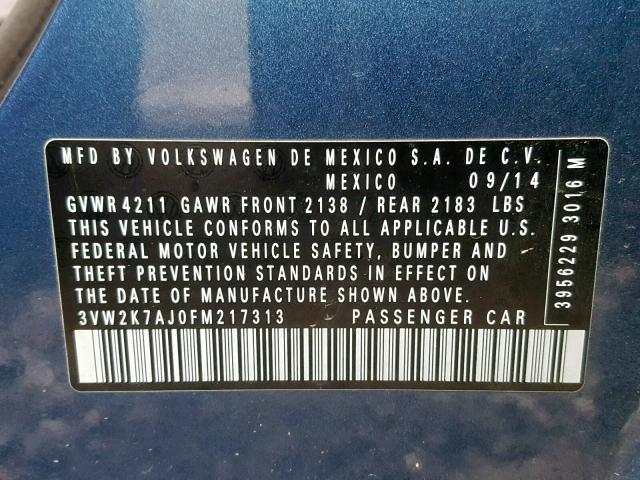 MFD BY VOLKSWAGEN DE MEXICO S.A. DE C.V.
MEXICO 09/14
GVWR 4211 GAWR FRONT 2138 / REAR 2183 LBS
THIS VEHICLE CONFORMS TO ALL APPLICABLE U.S.
FEDERAL MOTOR VEHICLE SAFETY, BUMPER AND
THEFT PREVENTION STANDARDS IN EFFECT ON
THE DATE OF MANUFACTURE SHOWN ABOVE.
3VW2K7AJ0FM217313 PASSENGER CAR
3956229 3016 M